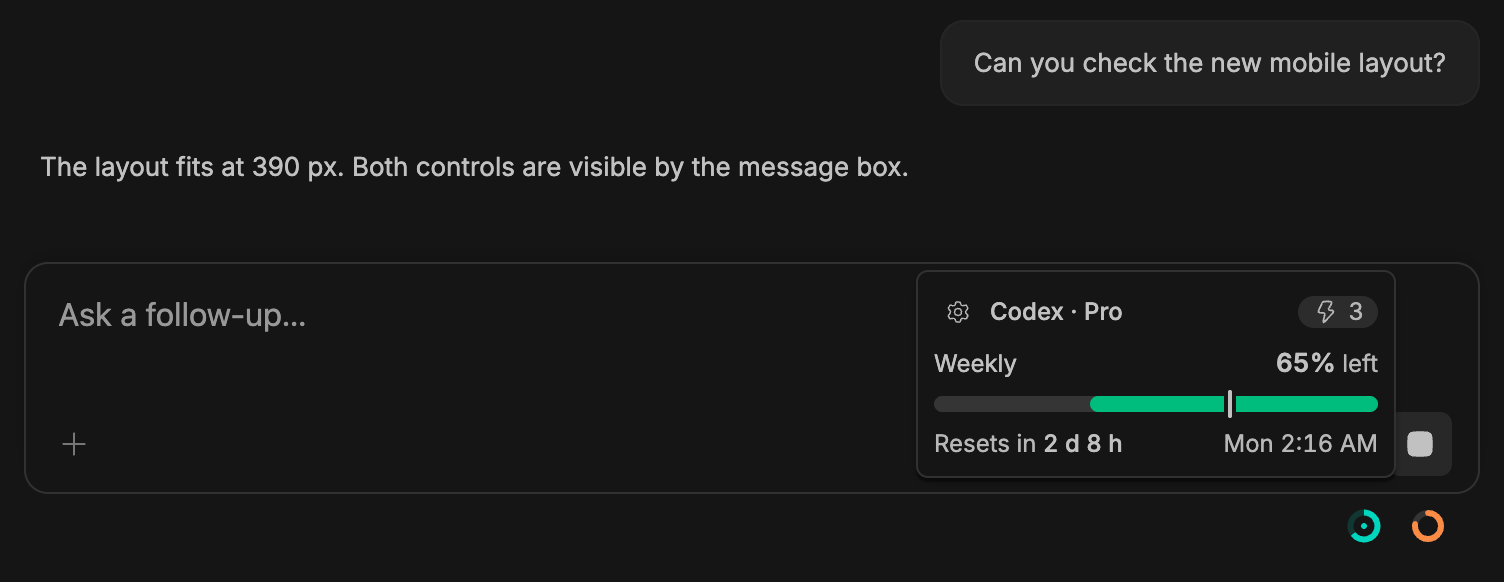 Can you check the new mobile layout?
The layout fits at 390 px. Both controls are visible by the message box.
Ask a follow-up...
Codex · Pro
3
Weekly
65% left
Resets in 2 d 8 h
Mon 2:16 AM